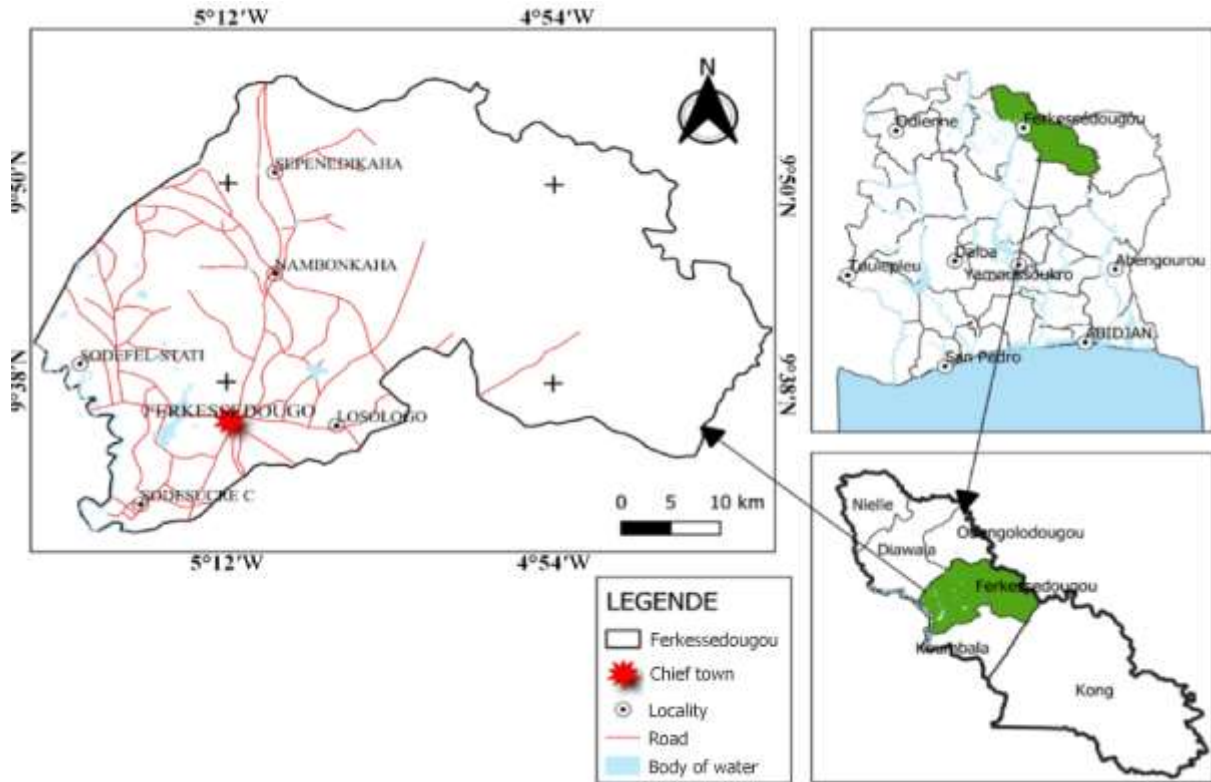 5°12'W
4°54'W
9°50'N
9°38'N
N
SEPENEDIKAHA
NAMBONKAHA
SODEFEL-STATI
FERKESSEDOUGO
LOSOLOGO
SODESUCRE C
0 5 10 km
9°50'N
9°38'N
5°12'W
4°54'W
LEGENDE
Ferkessedougou
Chief town
Locality
Road
Body of water
Odienne
Ferkessédougou
Toulepleu
Daloa
Yamoussoukro
Abengourou
ABIDJAN
San Pedro
Nielle
Diawala
Ouangolodougou
Ferkessedougou
Koumbala
Kong